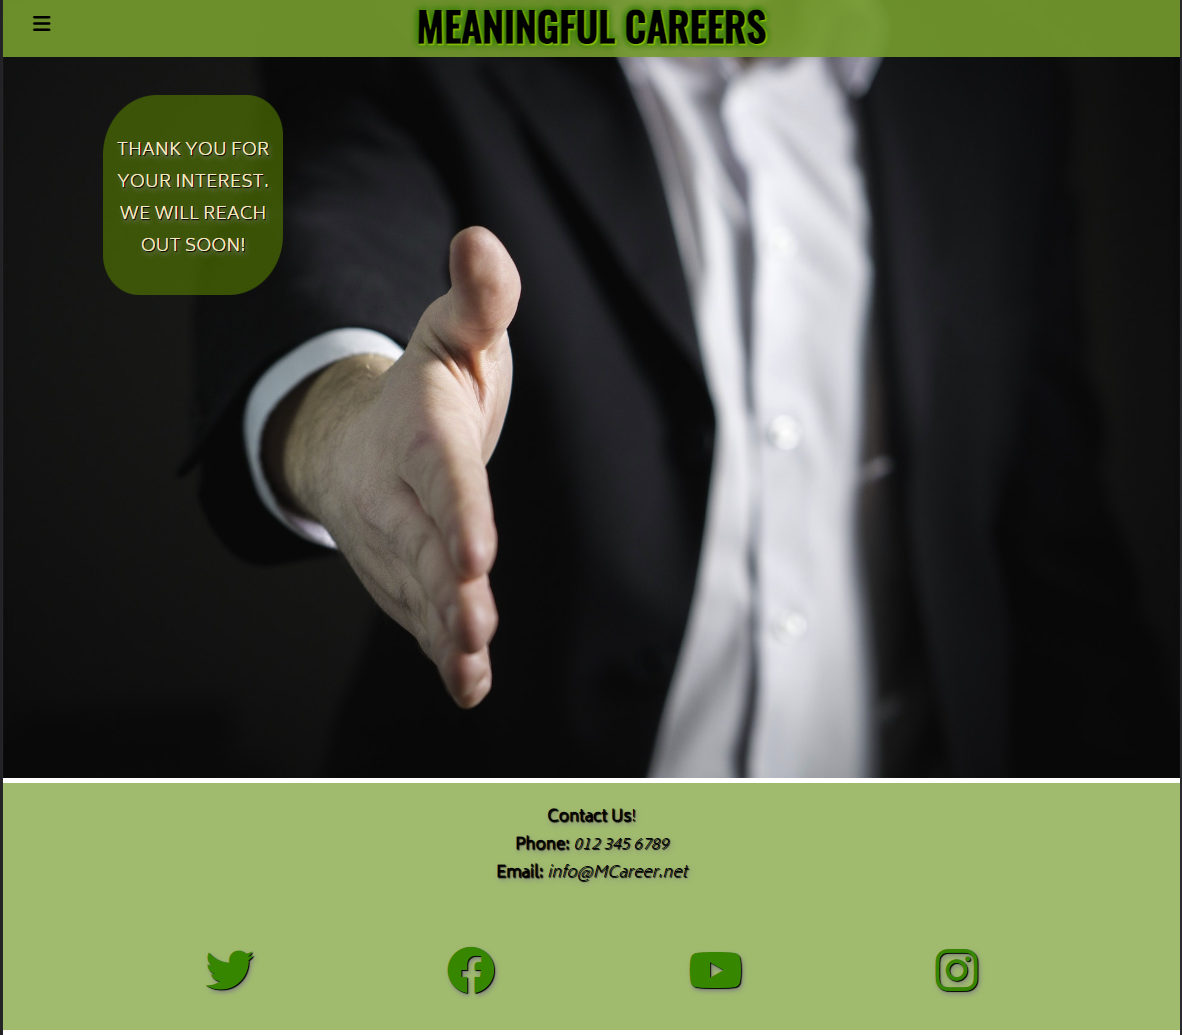 MEANINGFUL CAREERS
THANK YOU FOR
YOUR INTEREST.
WE WILL REACH
OUT SOON!
Contact Us!
Phone: 012 345 6789
Email: info@MCareer.net